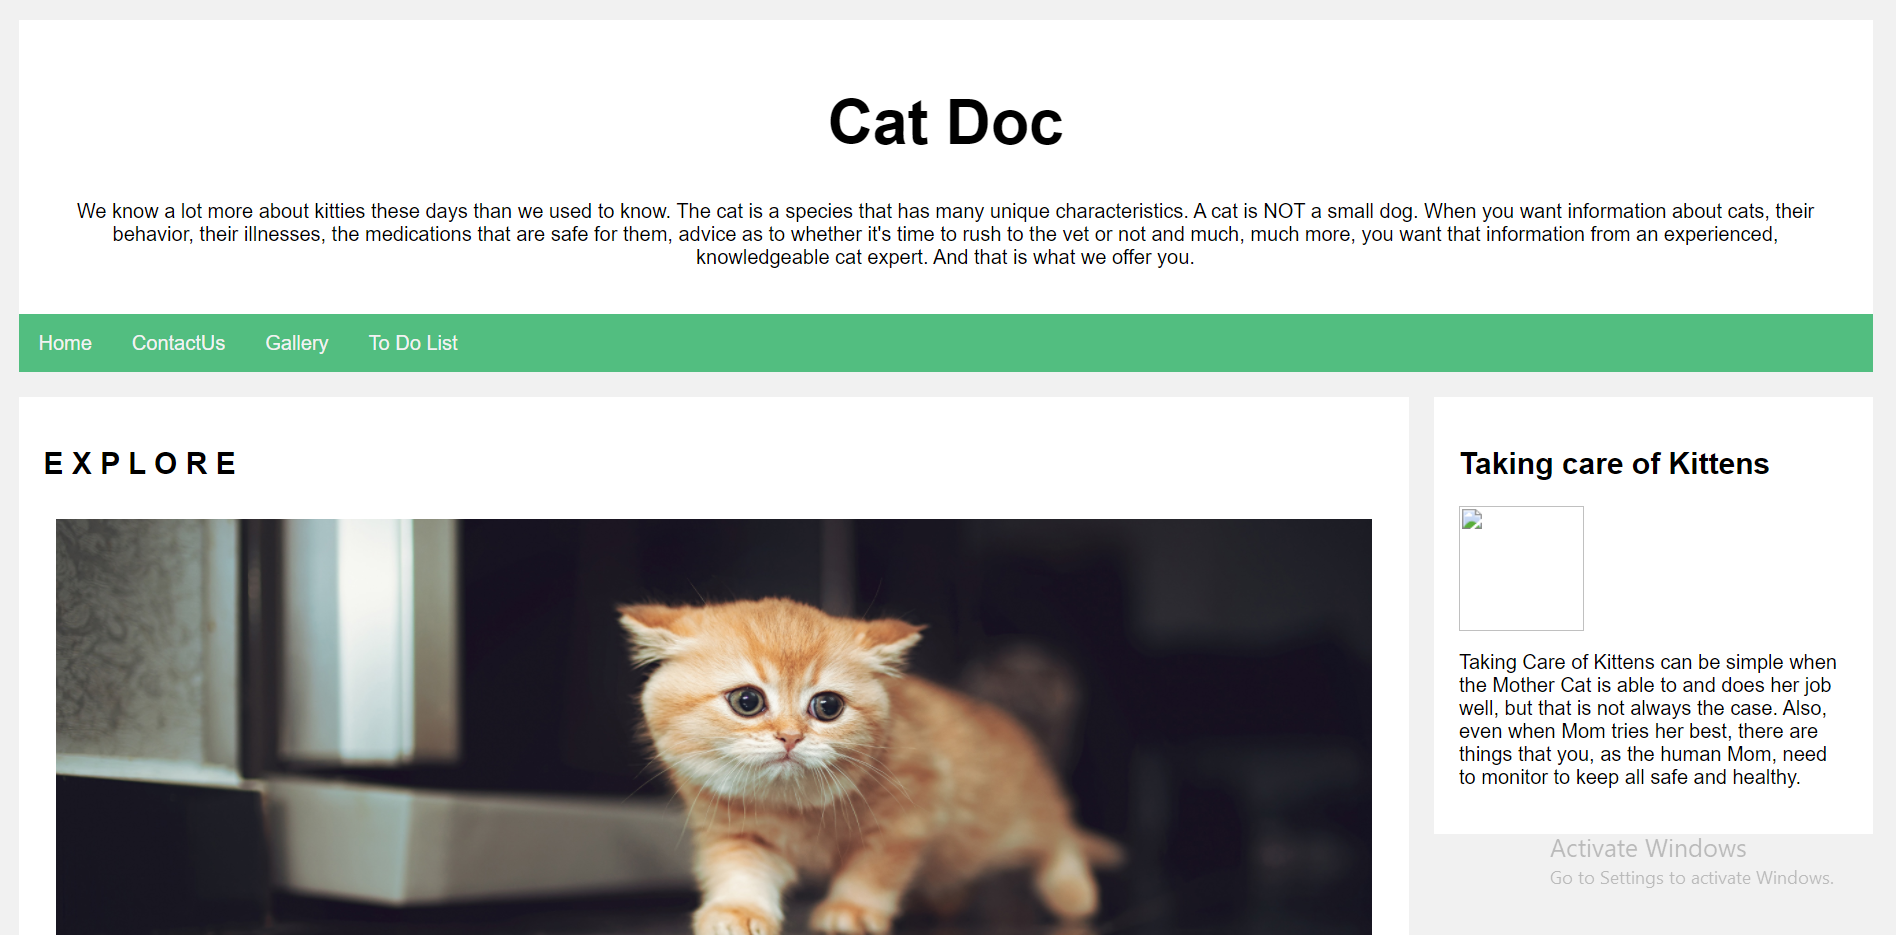 Cat Doc
We know a lot more about kitties these days than we used to know. The cat is a species that has many unique characteristics. A cat is NOT a small dog. When you want information about cats, their
behavior, their illnesses, the medications that are safe for them, advice as to whether it's time to rush to the vet or not and much, much more, you want that information from an experienced,
knowledgeable cat expert. And that is what we offer you.
Home ContactUs Gallery To Do List
E X P L O R E
Taking care of Kittens
Taking Care of Kittens can be simple when
the Mother Cat is able to and does her job
well, but that is not always the case. Also,
even when Mom tries her best, there are
things that you, as the human Mom, need
to monitor to keep all safe and healthy.
Activate Windows
Go to Settings to activate Windows.